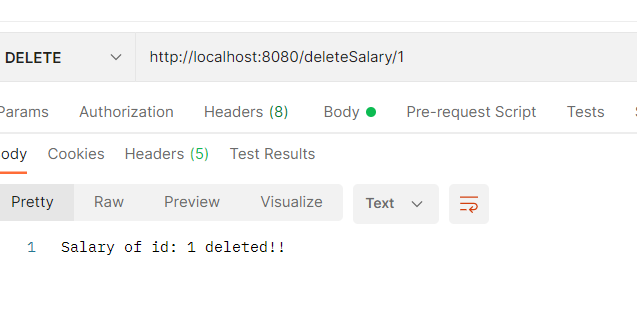 DELETE http://localhost:8080/deleteSalary/1
Params Authorization Headers (8) Body Pre-request Script Tests
ody Cookies Headers (5) Test Results
Pretty Raw Preview Visualize Text
1 Salary of id: 1 deleted!!